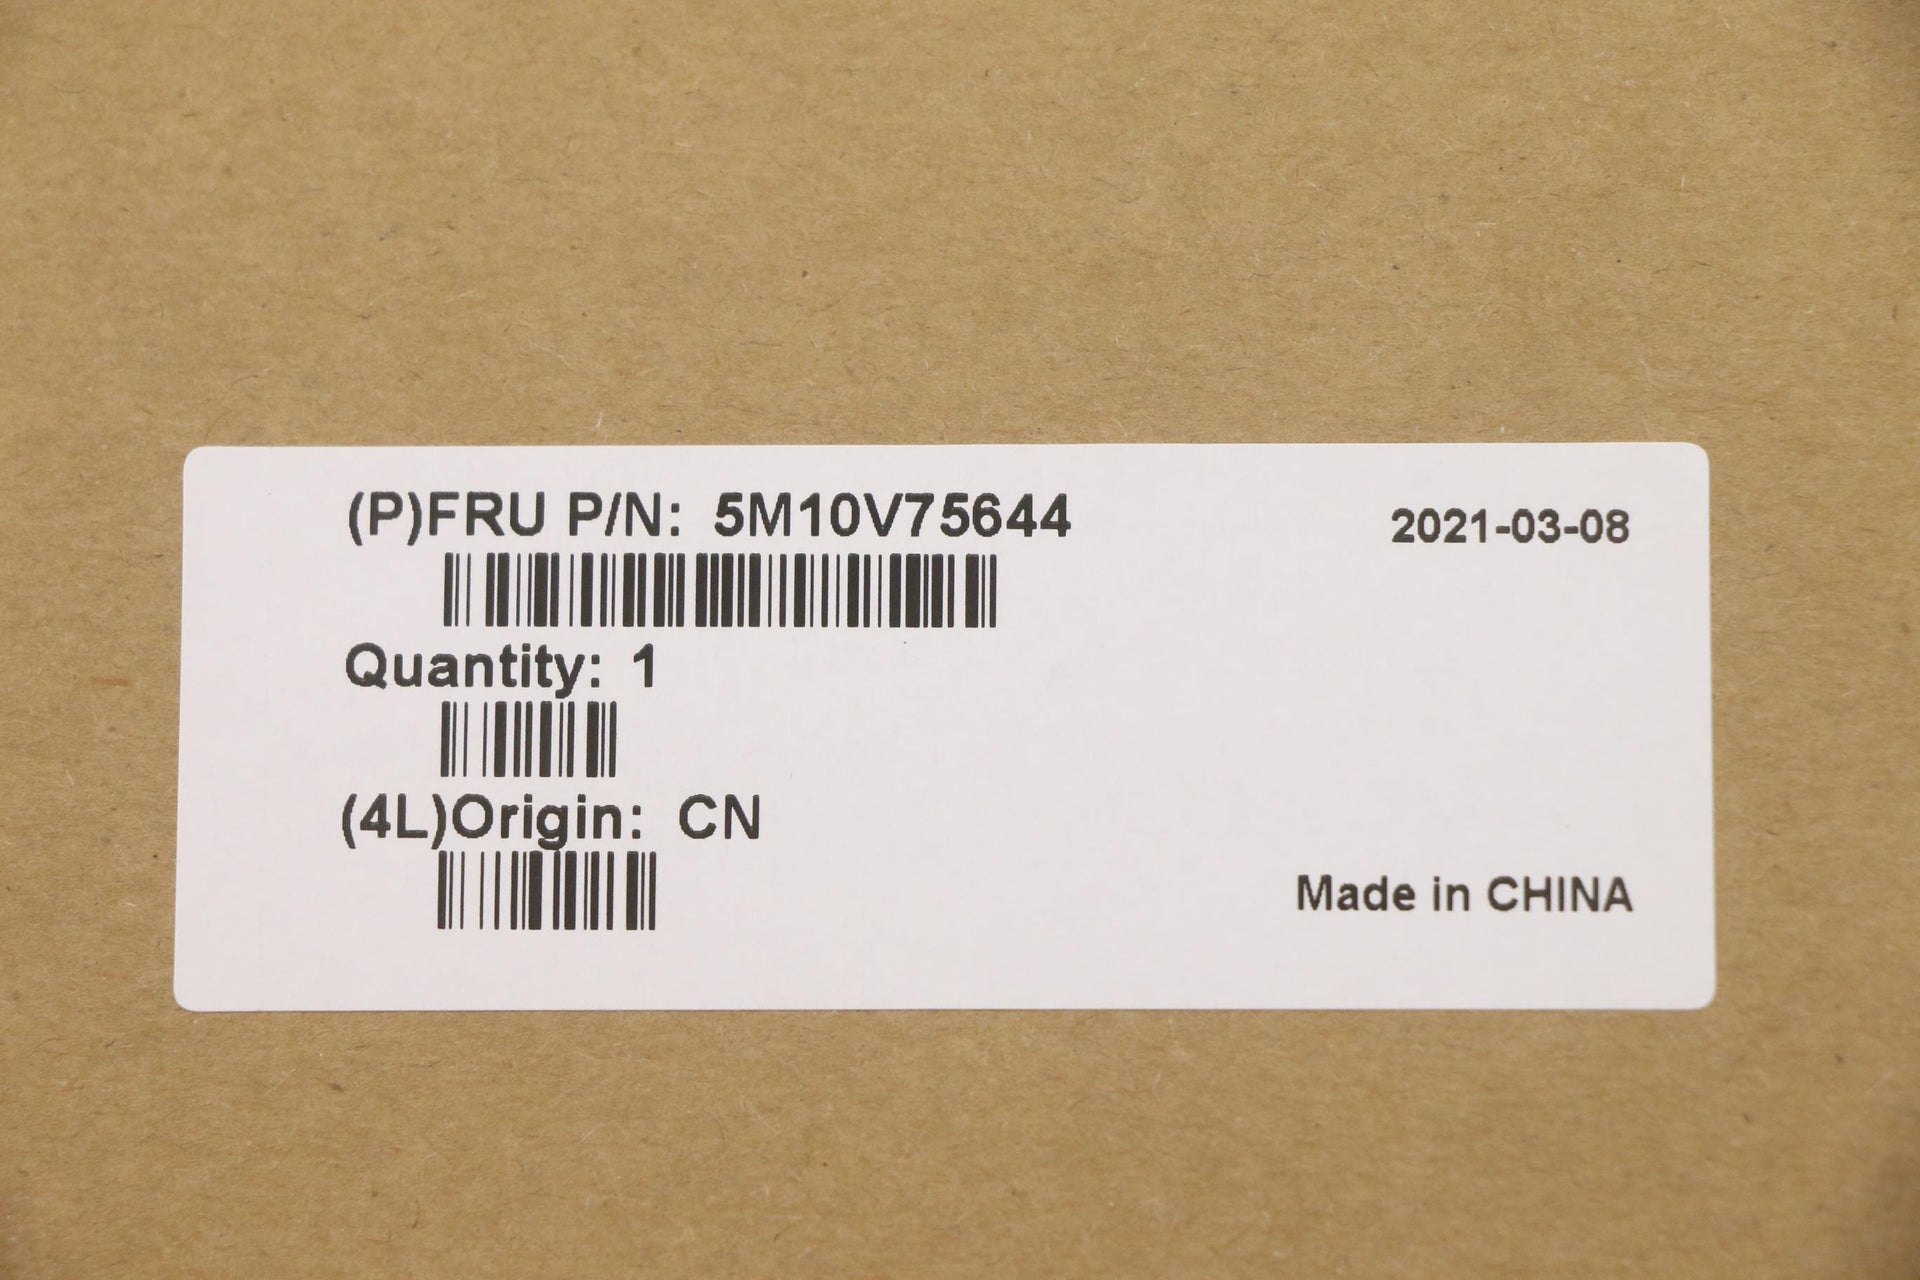 (P)FRU P/N: 5M10V75644
2021-03-08
Quantity: 1
(4L)Origin: CN
Made in CHINA